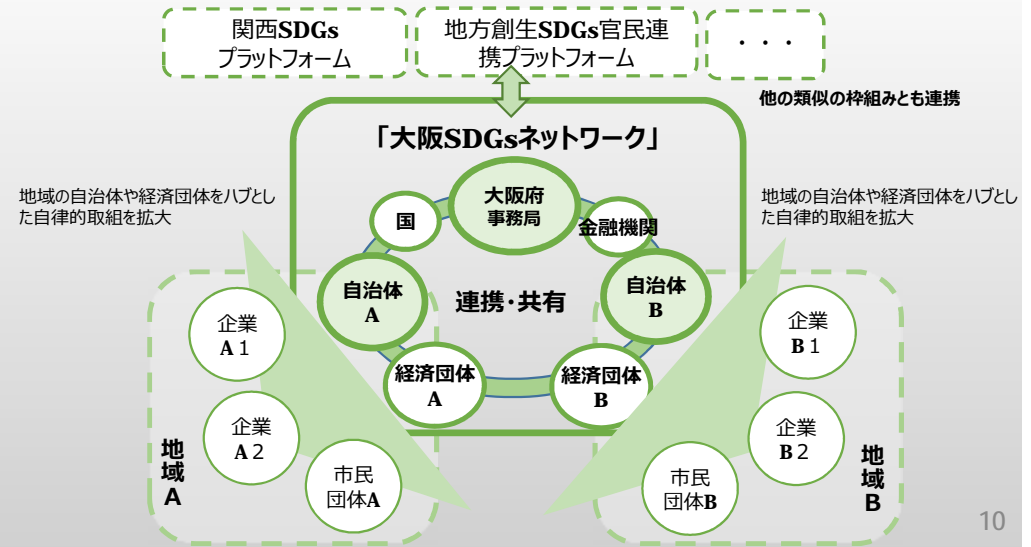 関西SDGs
プラットフォーム
地方創生SDGs官民連
携プラットフォーム
・・・
他の類似の枠組みとも連携
「大阪SDGsネットワーク」
地域の自治体や経済団体をハブとし
た自律的取組を拡大
地域の自治体や経済団体をハブとし
た自律的取組を拡大
大阪府
事務局
国
金融機関
自治体
A
連携・共有
自治体
B
経済団体
A
経済団体
B
企業
A１
企業
A２
市民
団体A
地域A
企業
B１
企業
B２
市民
団体B
地域B
10